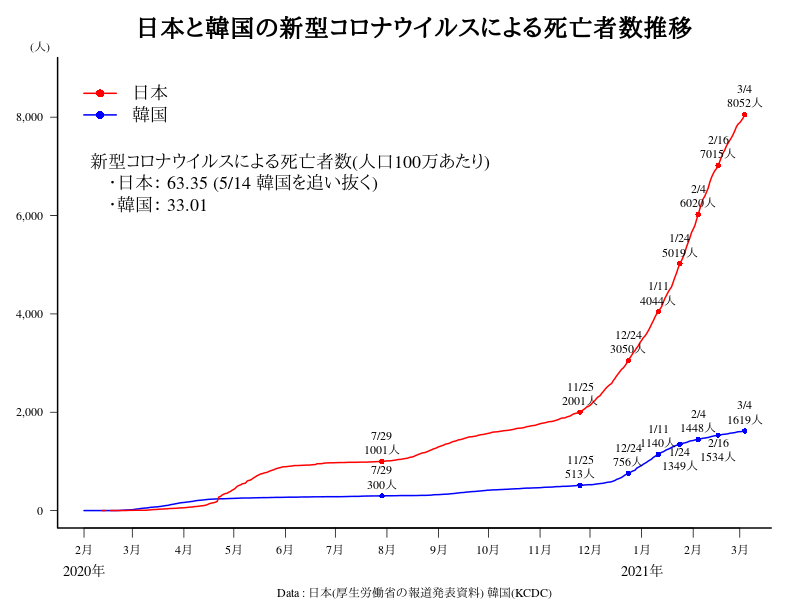 日本と韓国の新型コロナウイルスによる死亡者数推移
(人)
日本
韓国
新型コロナウイルスによる死亡者数(人口100万あたり)
・日本: 63.35 (5/14 韓国を追い抜く)
・韓国: 33.01
8,000
6,000
4,000
2,000
0
7/29
1001人
11/25
2001人
12/24
3050人
1/11
4044人
1/24
5019人
2/4
6020人
2/16
7015人
3/4
8052人
7/29
300人
11/25
513人
12/24
756人
1/11
1140人
1/24
1349人
2/4
1448人
2/16
1534人
3/4
1619人
2月 3月 4月 5月 6月 7月 8月 9月 10月 11月 12月 1月 2月 3月
2020年 2021年
Data : 日本(厚生労働省の報道発表資料) 韓国(KCDC)